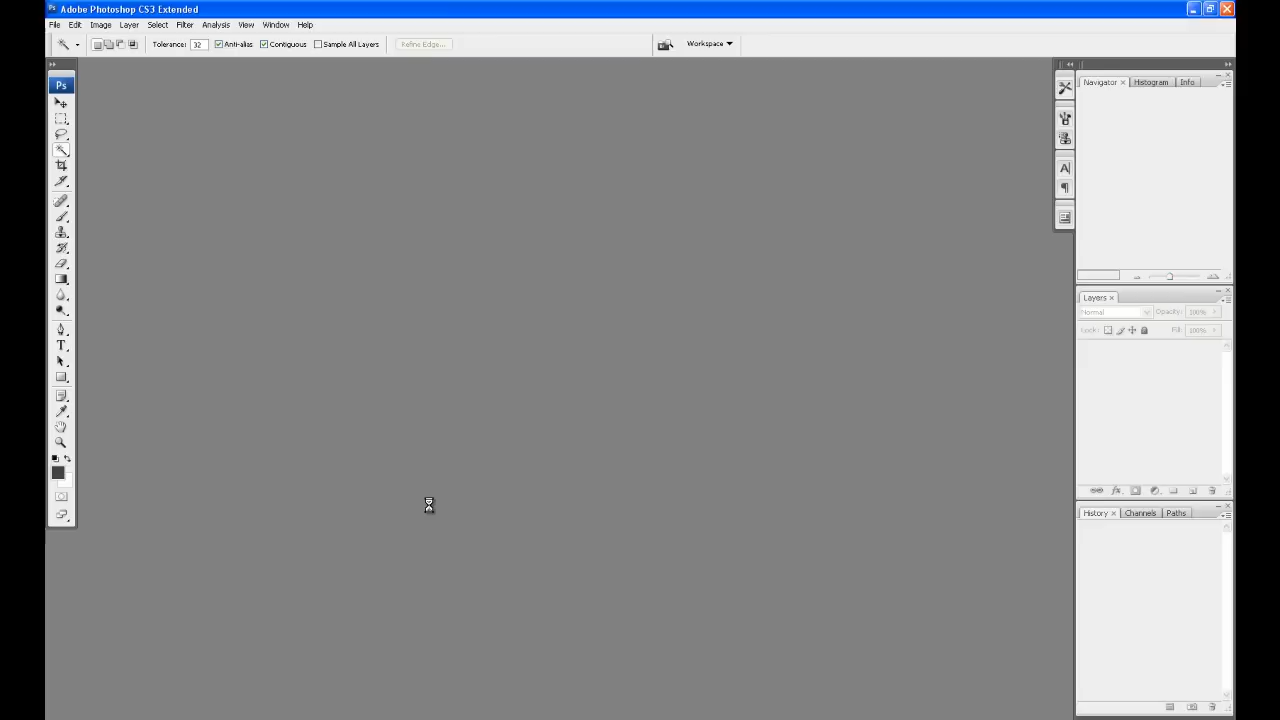 Adobe Photoshop CS3 Extended
File Edit Image Layer Select Filter Analysis View Window Help
Tolerance: 32 Anti-alias Contiguous Sample All Layers Refine Edge... Workspace
Ps
Navigator x Histogram Info
Layers x
Normal Opacity: 100%
Lock: Fill: 100%
History x Channels Paths
T
A
¶
fx